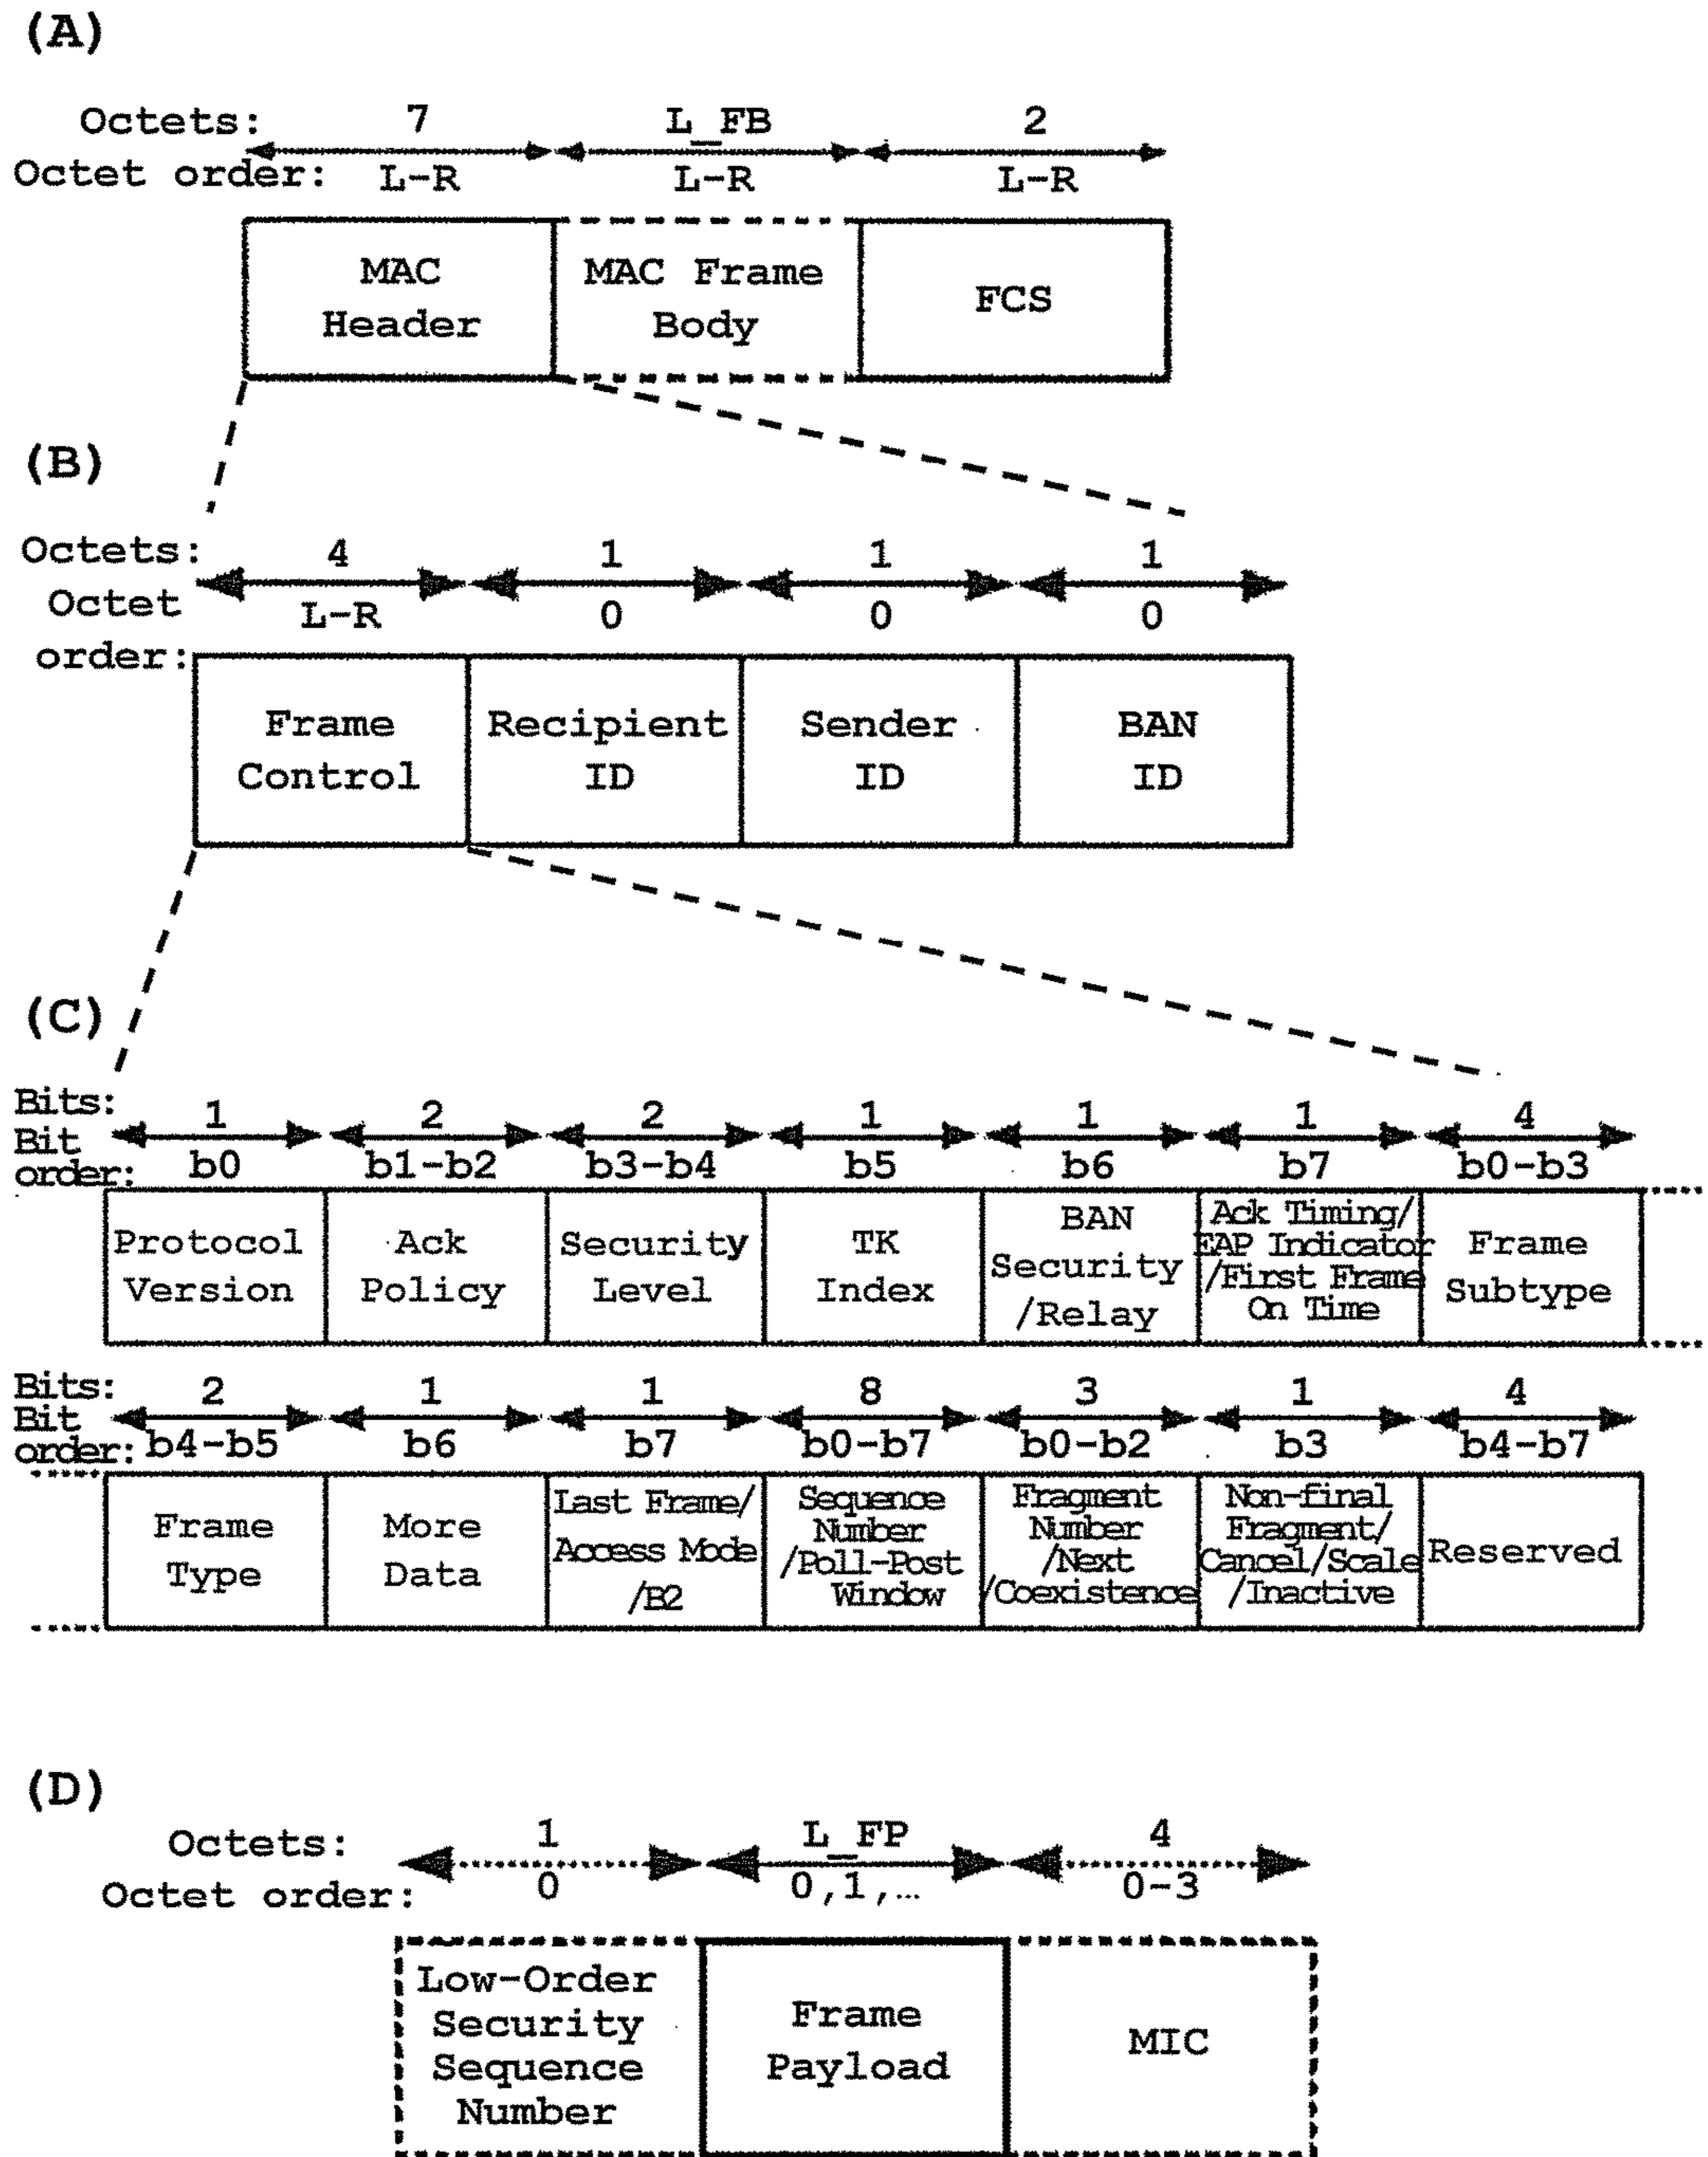 (A)
Octets: 7 L_FB 2
Octet order: L-R L-R L-R
MAC Header
MAC Frame Body
FCS
(B)
Octets: 4 1 1 1
Octet order: L-R 0 0 0
Frame Control
Recipient ID
Sender ID
BAN ID
(C)
Bits: 1 2 2 1 1 1 4
Bit order: b0 b1-b2 b3-b4 b5 b6 b7 b0-b3
Protocol Version
Ack Policy
Security Level
TK Index
BAN Security /Relay
Ack Timing/ EAP Indicator /First Frame On Time
Frame Subtype
Bits: 2 1 1 8 3 1 4
Bit order: b4-b5 b6 b7 b0-b7 b0-b2 b3 b4-b7
Frame Type
More Data
Last Frame/ Access Mode /B2
Sequence Number /Poll-Post Window
Fragment Number /Next /Coexistence
Non-final Fragment/ Cancel/Scale /Inactive
Reserved
(D)
Octets: 1 L_FP 4
Octet order: 0 0,1,… 0-3
Low-Order Security Sequence Number
Frame Payload
MIC